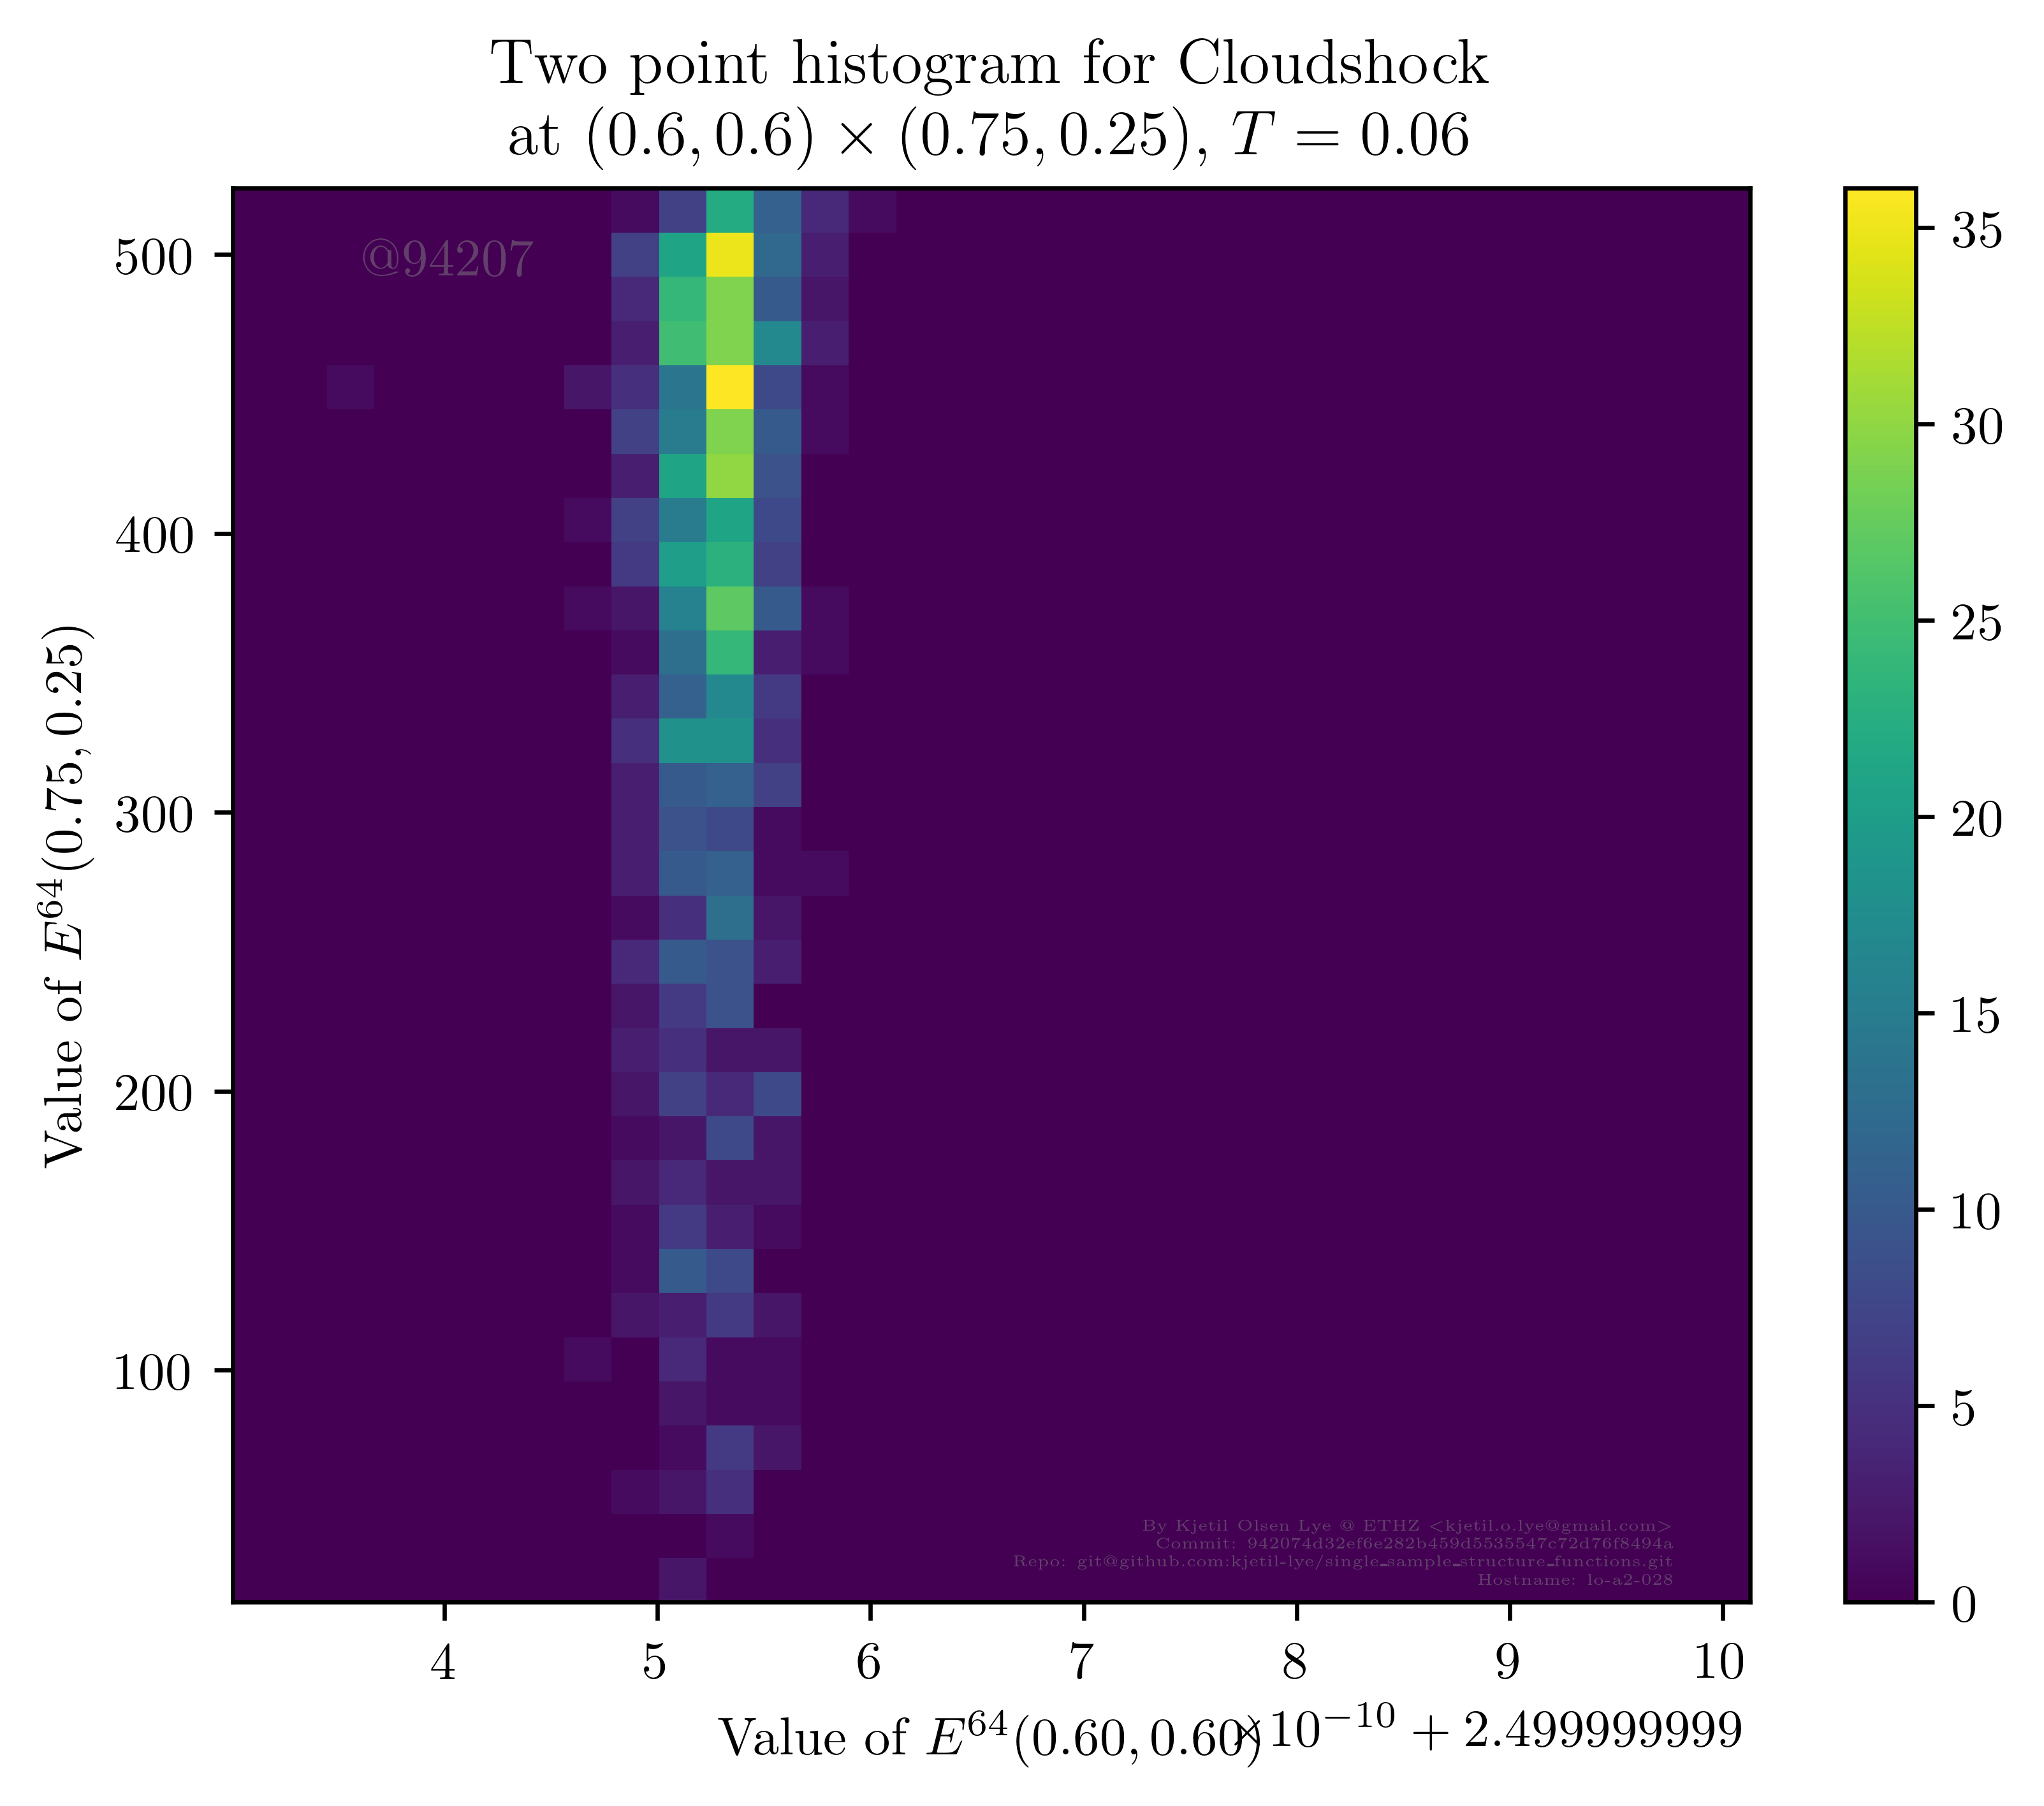 Two point histogram for Cloudshock
at (0.6, 0.6) × (0.75, 0.25), T = 0.06
@94207
500
400
300
200
100
Value of E^64(0.75, 0.25)
35
30
25
20
15
10
5
0
By Kjetil Olsen Lye @ ETHZ <kjetil.o.lye@gmail.com>
Commit: 942074d32ef6e282b459d5535547c72d76f8494a
Repo: git@github.com:kjetil-lye/single_sample_structure_functions.git
Hostname: lo-a2-028
4 5 6 7 8 9 10
Value of E^64(0.60, 0.60)
×10^−10 + 2.499999999